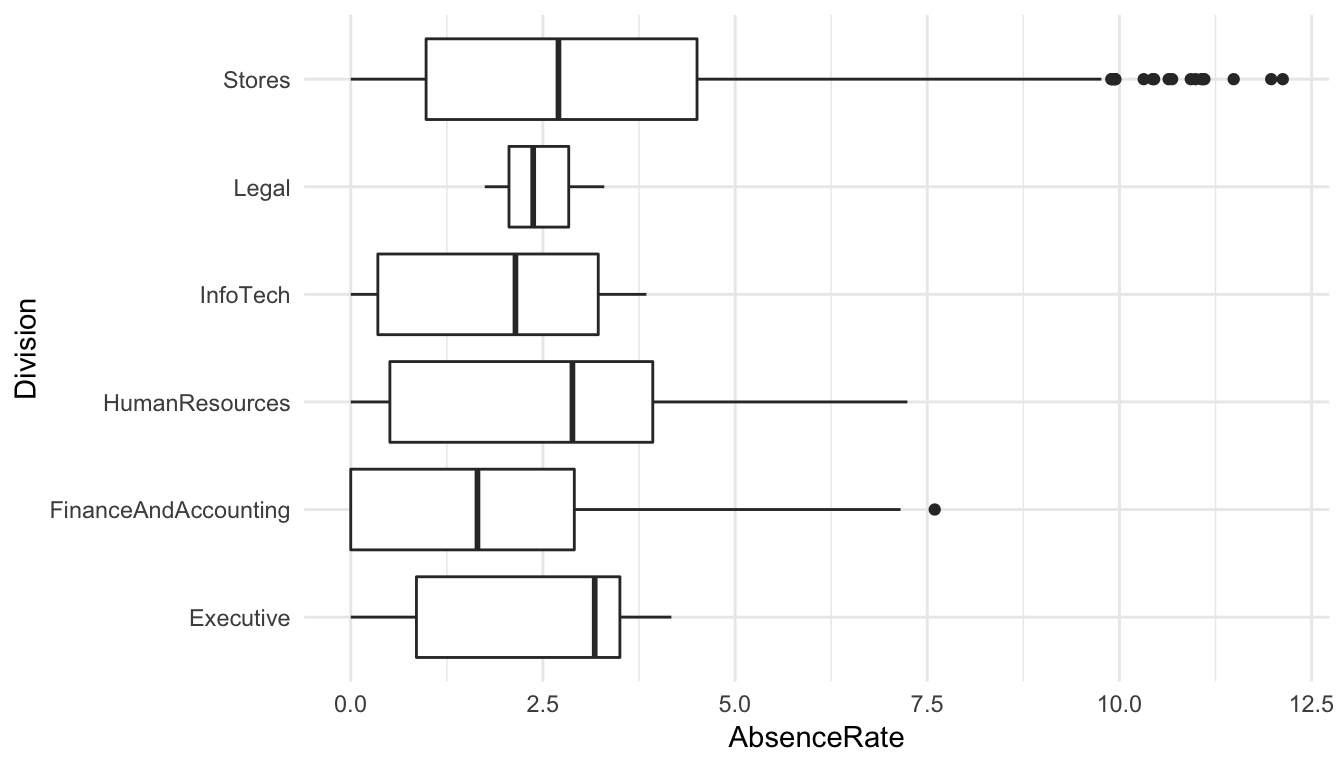 Stores
Legal
InfoTech
HumanResources
FinanceAndAccounting
Executive
Division
0.0 2.5 5.0 7.5 10.0 12.5
AbsenceRate